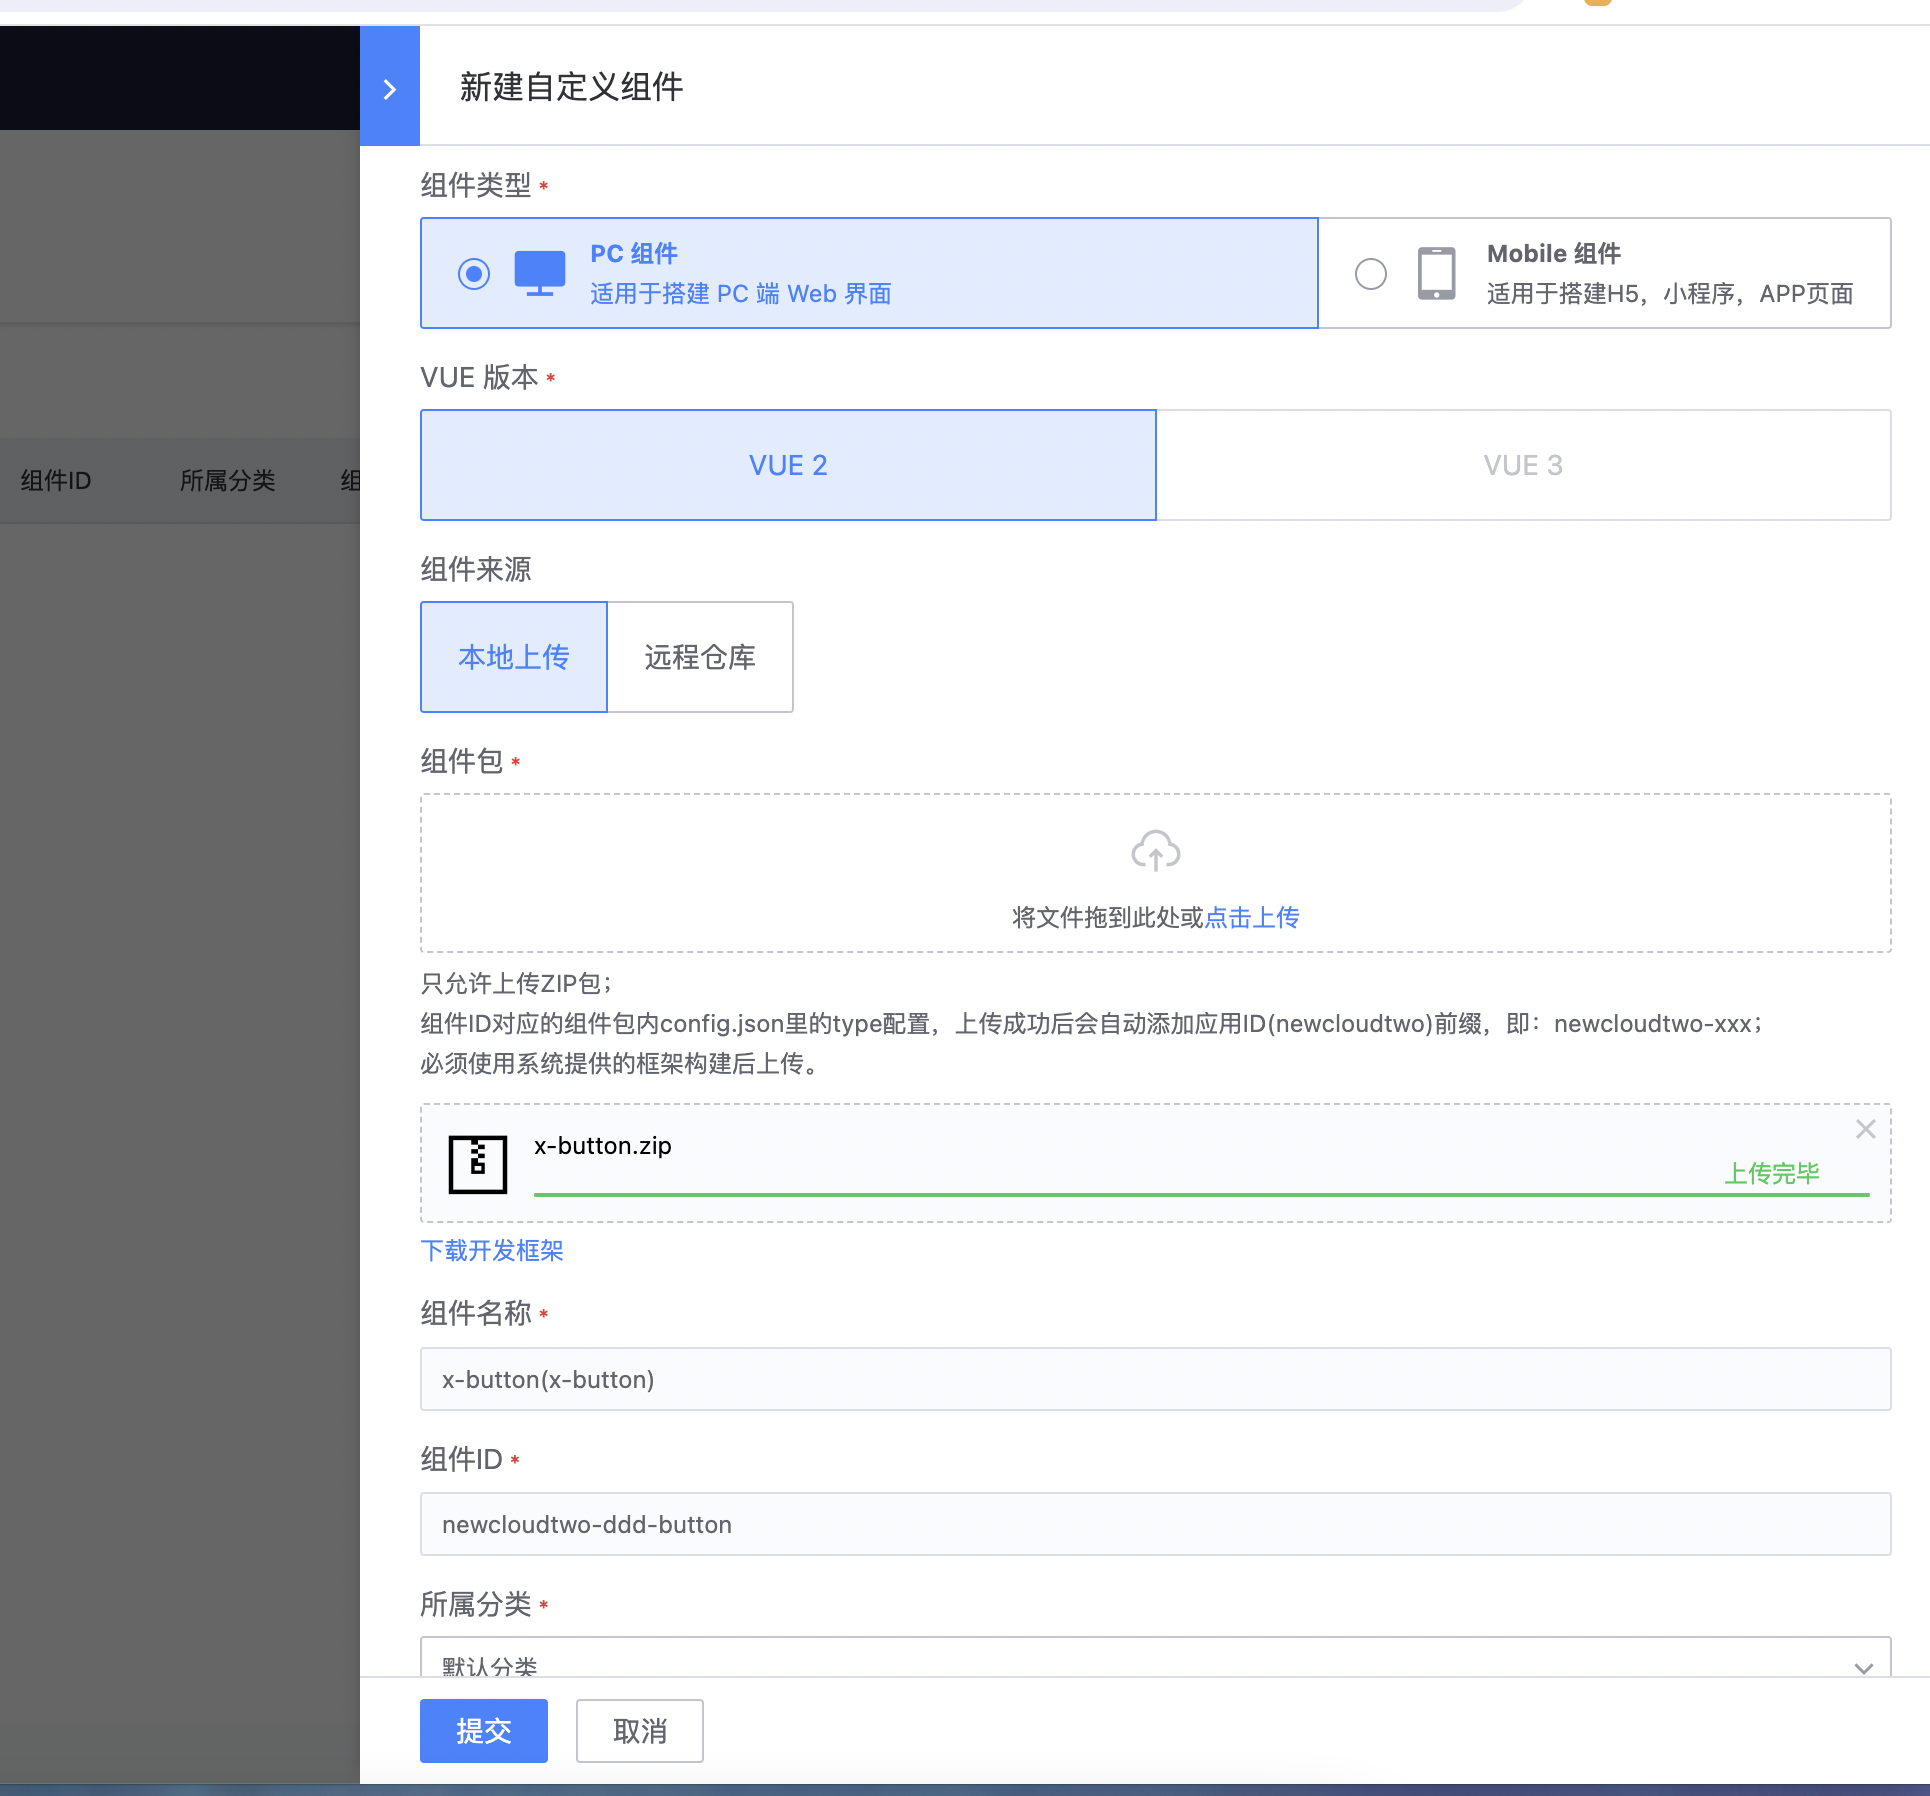 新建自定义组件
组件类型 *
PC 组件
适用于搭建 PC 端 Web 界面
Mobile 组件
适用于搭建H5，小程序，APP页面
VUE 版本 *
VUE 2
VUE 3
组件ID
所属分类
组
组件来源
本地上传
远程仓库
组件包 *
将文件拖到此处或点击上传
只允许上传ZIP包；
组件ID对应的组件包内config.json里的type配置，上传成功后会自动添加应用ID(newcloudtwo)前缀，即：newcloudtwo-xxx；
必须使用系统提供的框架构建后上传。
x-button.zip
上传完毕
下载开发框架
组件名称 *
x-button(x-button)
组件ID *
newcloudtwo-ddd-button
所属分类 *
默认分类
提交
取消